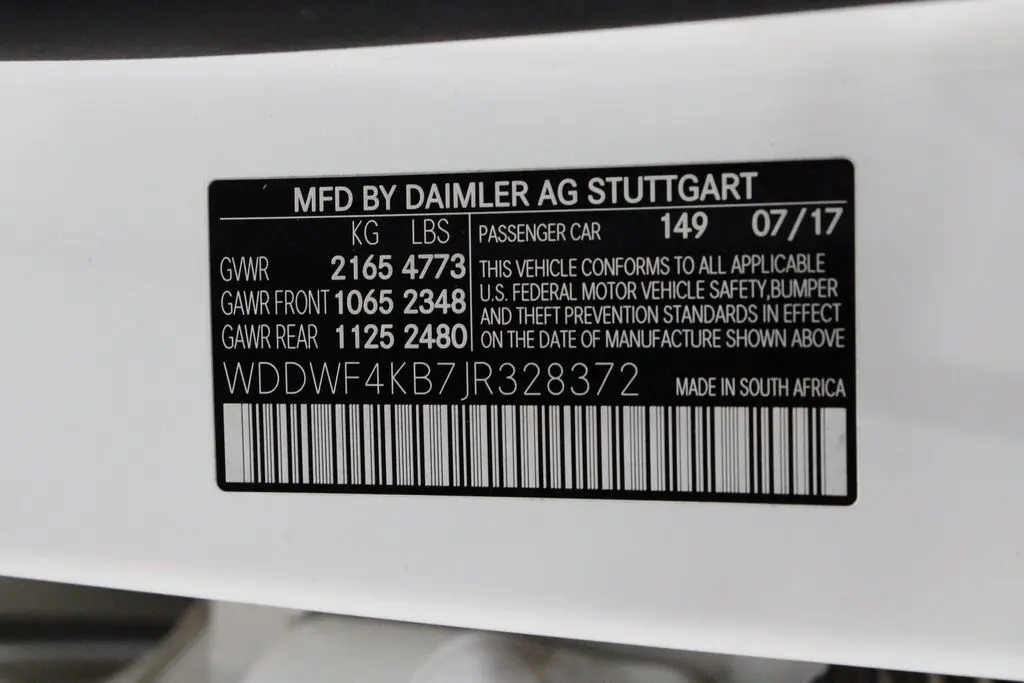 MFD BY DAIMLER AG STUTTGART
KG LBS
GVWR 2165 4773
GAWR FRONT 1065 2348
GAWR REAR 1125 2480
PASSENGER CAR 149 07/17
THIS VEHICLE CONFORMS TO ALL APPLICABLE
U.S. FEDERAL MOTOR VEHICLE SAFETY,BUMPER
AND THEFT PREVENTION STANDARDS IN EFFECT
ON THE DATE OF MANUFACTURE SHOWN ABOVE
WDDWF4KB7JR328372 MADE IN SOUTH AFRICA